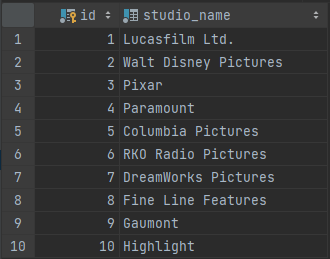 id studio_name
1 1 Lucasfilm Ltd.
2 2 Walt Disney Pictures
3 3 Pixar
4 4 Paramount
5 5 Columbia Pictures
6 6 RKO Radio Pictures
7 7 DreamWorks Pictures
8 8 Fine Line Features
9 9 Gaumont
10 10 Highlight